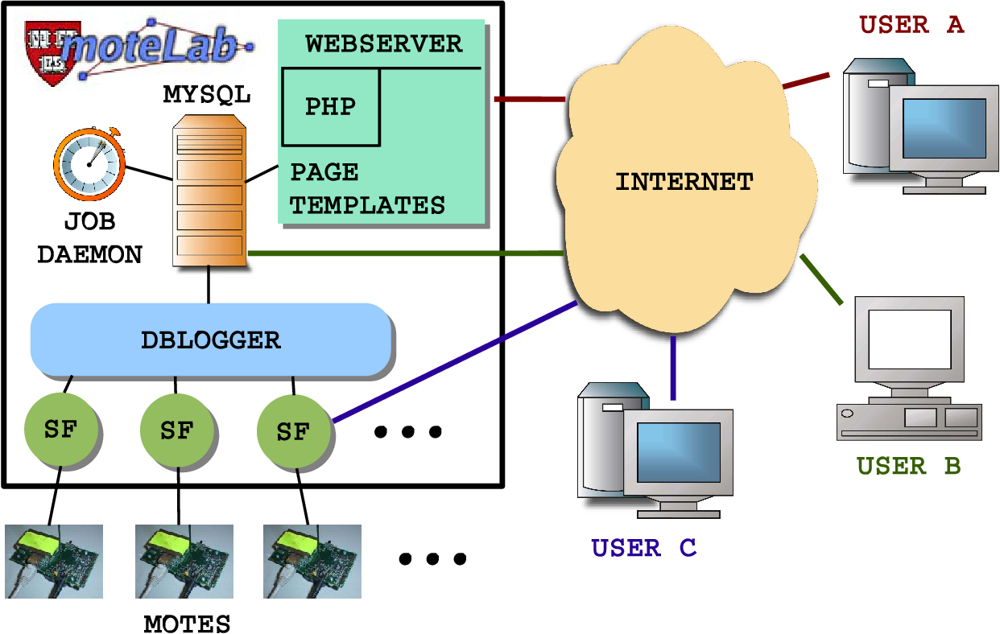 moteLab
WEBSERVER
PHP
PAGE
TEMPLATES
MYSQL
JOB
DAEMON
DBLOGGER
SF
SF
SF
MOTES
INTERNET
USER A
USER B
USER C